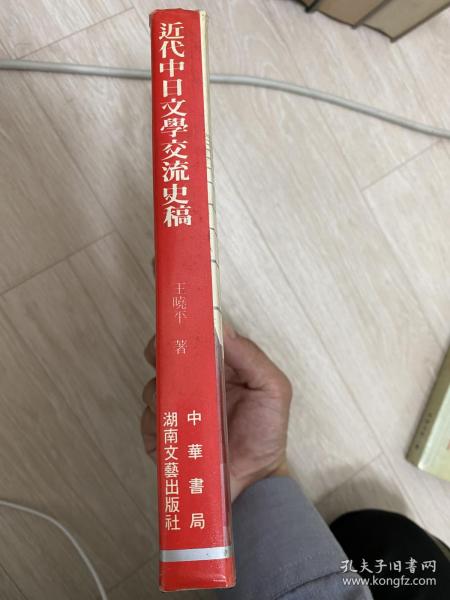 近代中日文學交流史稿
王曉平 著
中華書局
湖南文藝出版社
孔夫子旧书网
www.kongfz.com